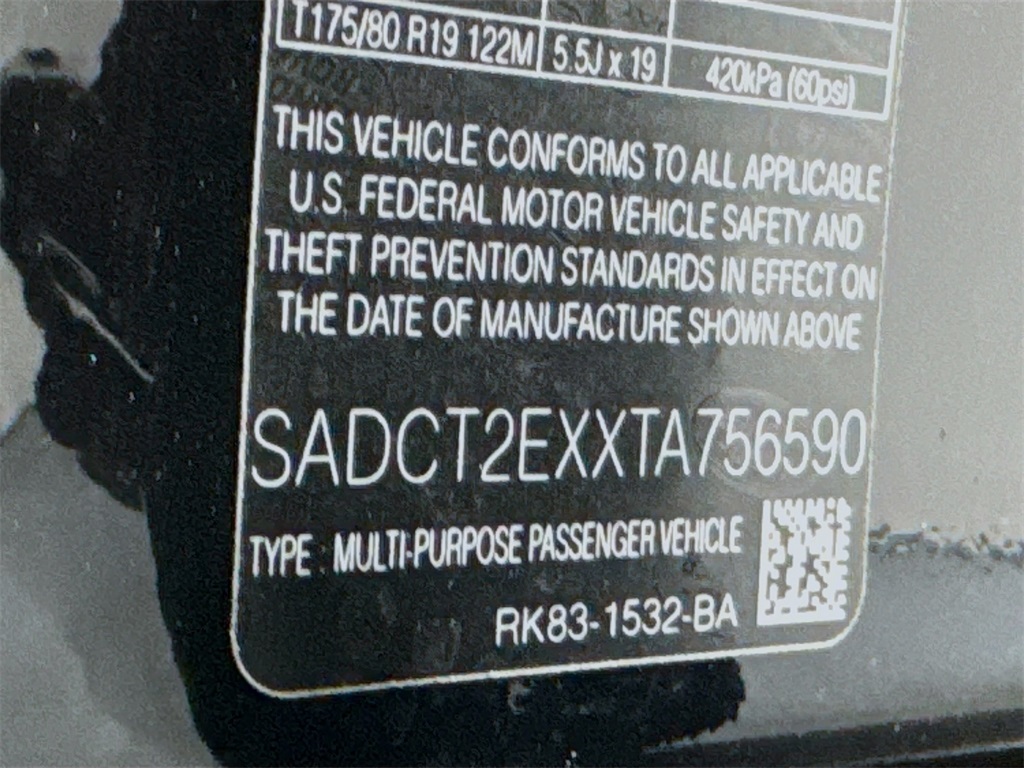 T175/80 R19 122M 5.5J x 19 420kPa (60psi)
THIS VEHICLE CONFORMS TO ALL APPLICABLE
U.S. FEDERAL MOTOR VEHICLE SAFETY AND
THEFT PREVENTION STANDARDS IN EFFECT ON
THE DATE OF MANUFACTURE SHOWN ABOVE
SADCT2EXXTA756590
TYPE : MULTI-PURPOSE PASSENGER VEHICLE
RK83-1532-BA